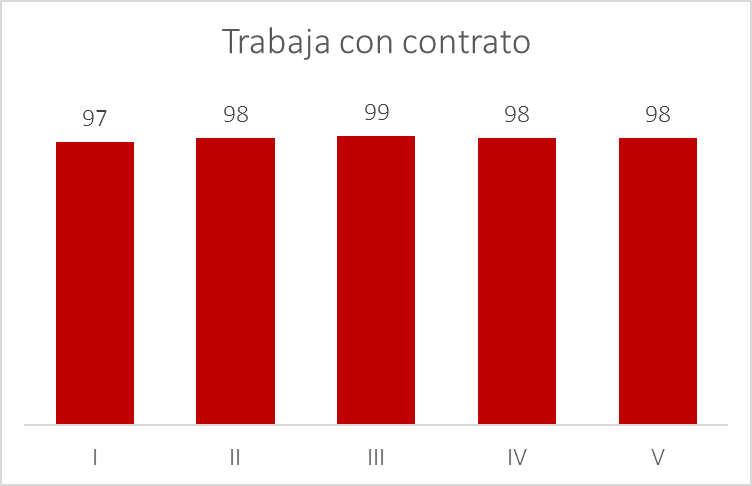 Trabaja con contrato
97 98 99 98 98
I II III IV V